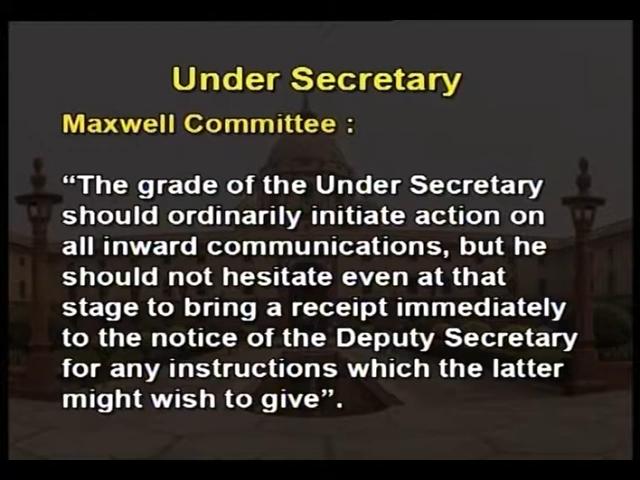 Under Secretary
Maxwell Committee :
“The grade of the Under Secretary
should ordinarily initiate action on
all inward communications, but he
should not hesitate even at that
stage to bring a receipt immediately
to the notice of the Deputy Secretary
for any instructions which the latter
might wish to give”.